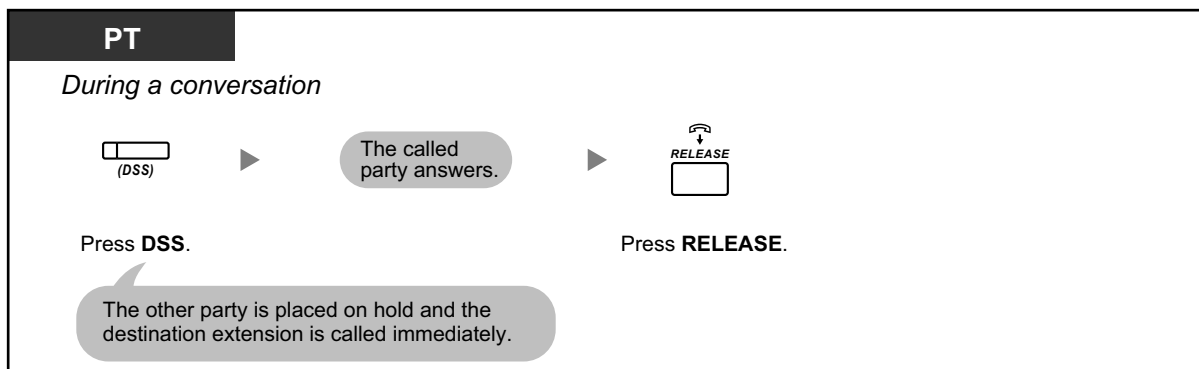 PT
During a conversation
(DSS)
The called
party answers.
RELEASE
Press DSS.
Press RELEASE.
The other party is placed on hold and the
destination extension is called immediately.